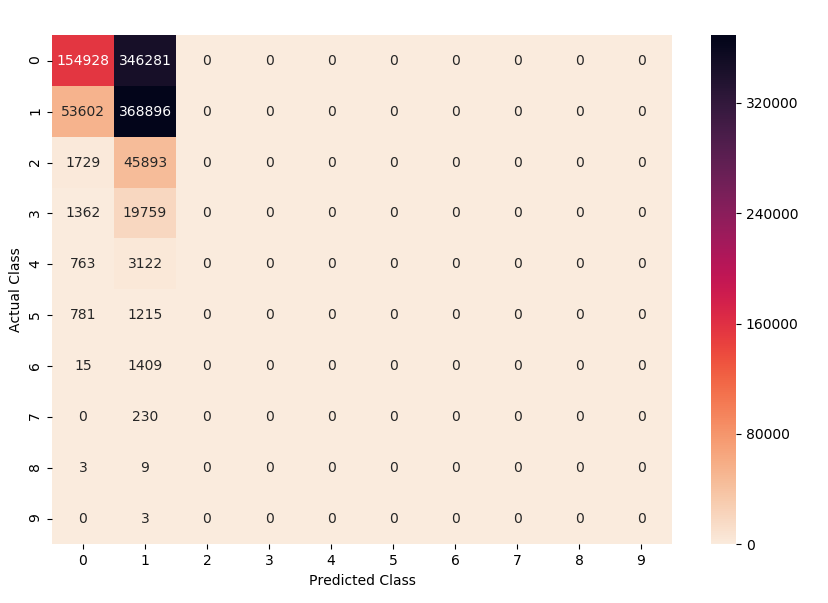 0 154928 346281 0 0 0 0 0 0 0 0
1 53602 368896 0 0 0 0 0 0 0 0
2 1729 45893 0 0 0 0 0 0 0 0
3 1362 19759 0 0 0 0 0 0 0 0
4 763 3122 0 0 0 0 0 0 0 0
5 781 1215 0 0 0 0 0 0 0 0
6 15 1409 0 0 0 0 0 0 0 0
7 0 230 0 0 0 0 0 0 0 0
8 3 9 0 0 0 0 0 0 0 0
9 0 3 0 0 0 0 0 0 0 0
0 1 2 3 4 5 6 7 8 9
Predicted Class
Actual Class
320000
240000
160000
80000
0